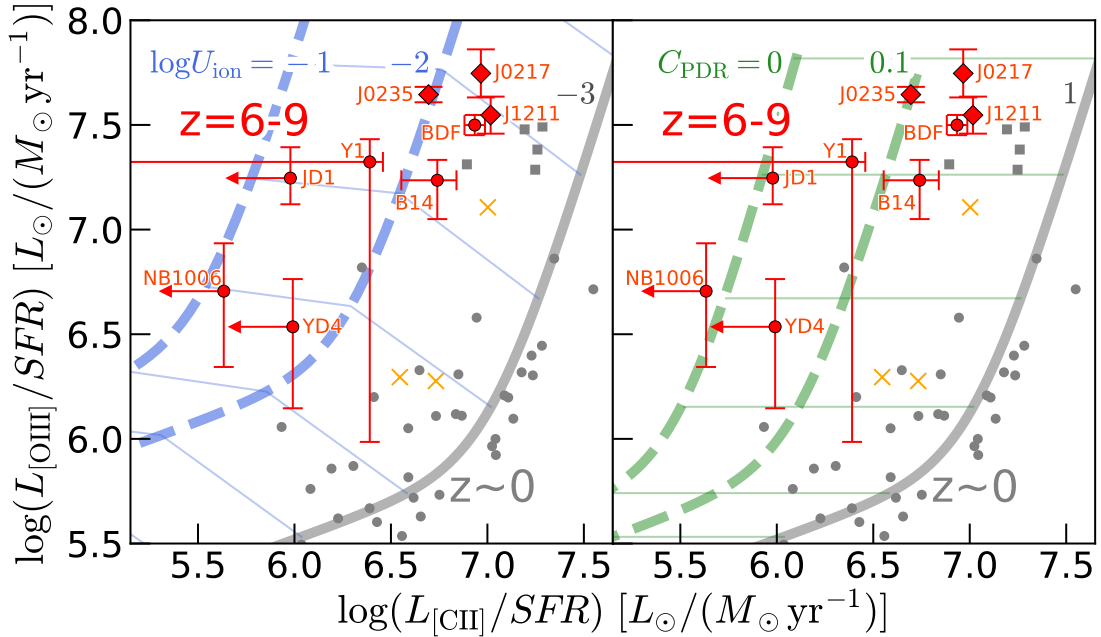 log(L[OIII]/SFR) [L⊙/(M⊙ yr⁻¹)]
8.0
7.5
7.0
6.5
6.0
5.5
logUion = −1
−2
−3
J0217
J0235
J1211
z=6-9
BDF
Y1
JD1
B14
NB1006
YD4
z~0
5.5 6.0 6.5 7.0 7.5
CPDR = 0
0.1
1
J0217
J0235
J1211
z=6-9
BDF
Y1
JD1
B14
NB1006
YD4
z~0
5.5 6.0 6.5 7.0 7.5
log(L[CII]/SFR) [L⊙/(M⊙ yr⁻¹)]